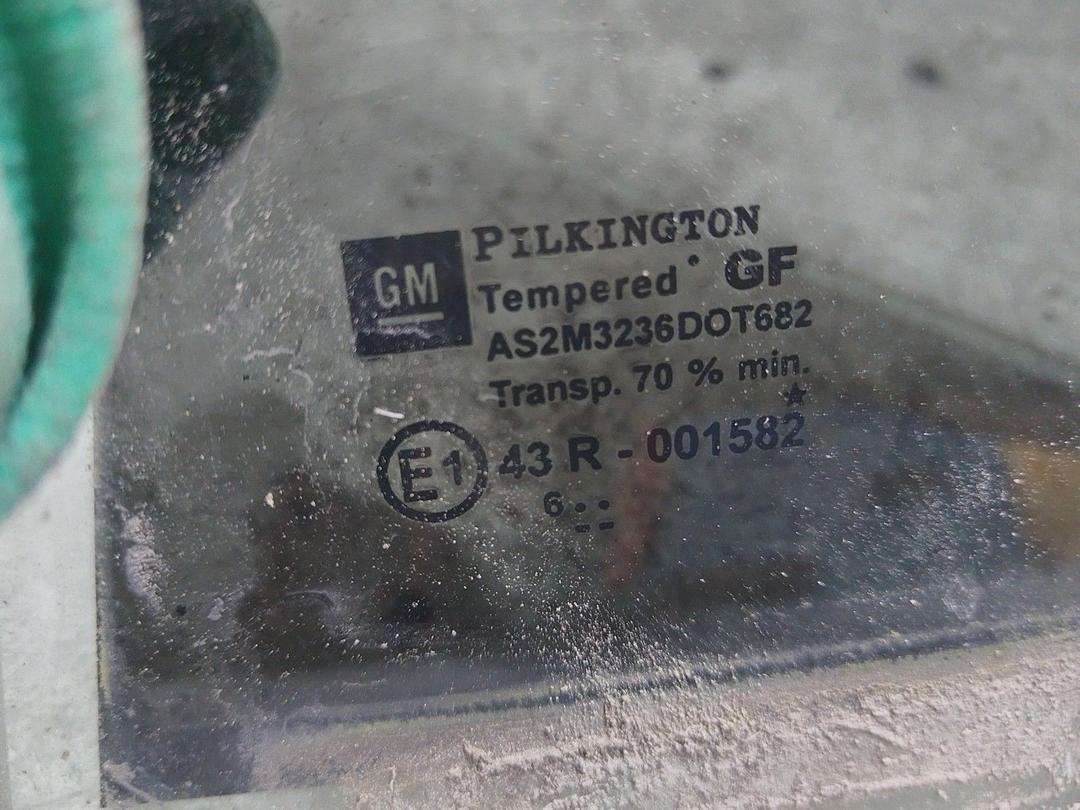 GM
PILKINGTON
Tempered GF
AS2M3236DOT682
Transp. 70 % min.
E1 43 R - 001582
6